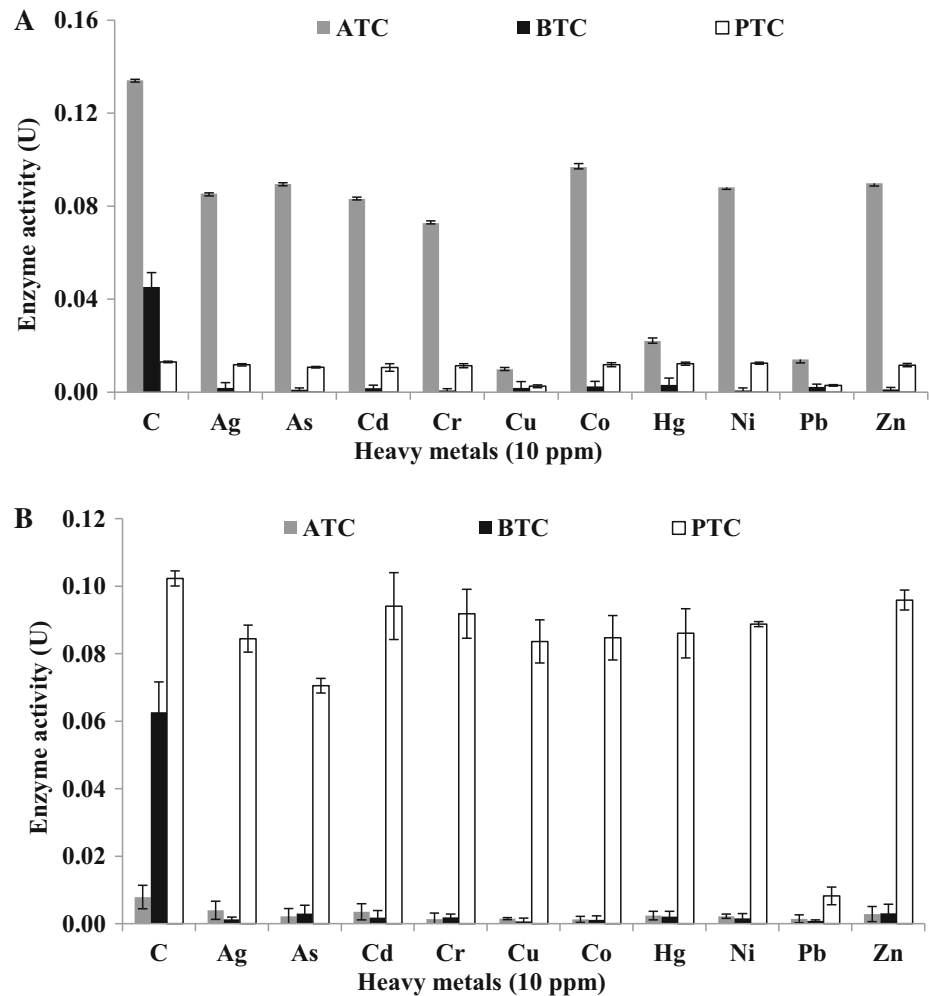 A
ATC BTC PTC
Enzyme activity (U)
0.16
0.12
0.08
0.04
0.00
C Ag As Cd Cr Cu Co Hg Ni Pb Zn
Heavy metals (10 ppm)
B
ATC BTC PTC
Enzyme activity (U)
0.12
0.10
0.08
0.06
0.04
0.02
0.00
C Ag As Cd Cr Cu Co Hg Ni Pb Zn
Heavy metals (10 ppm)